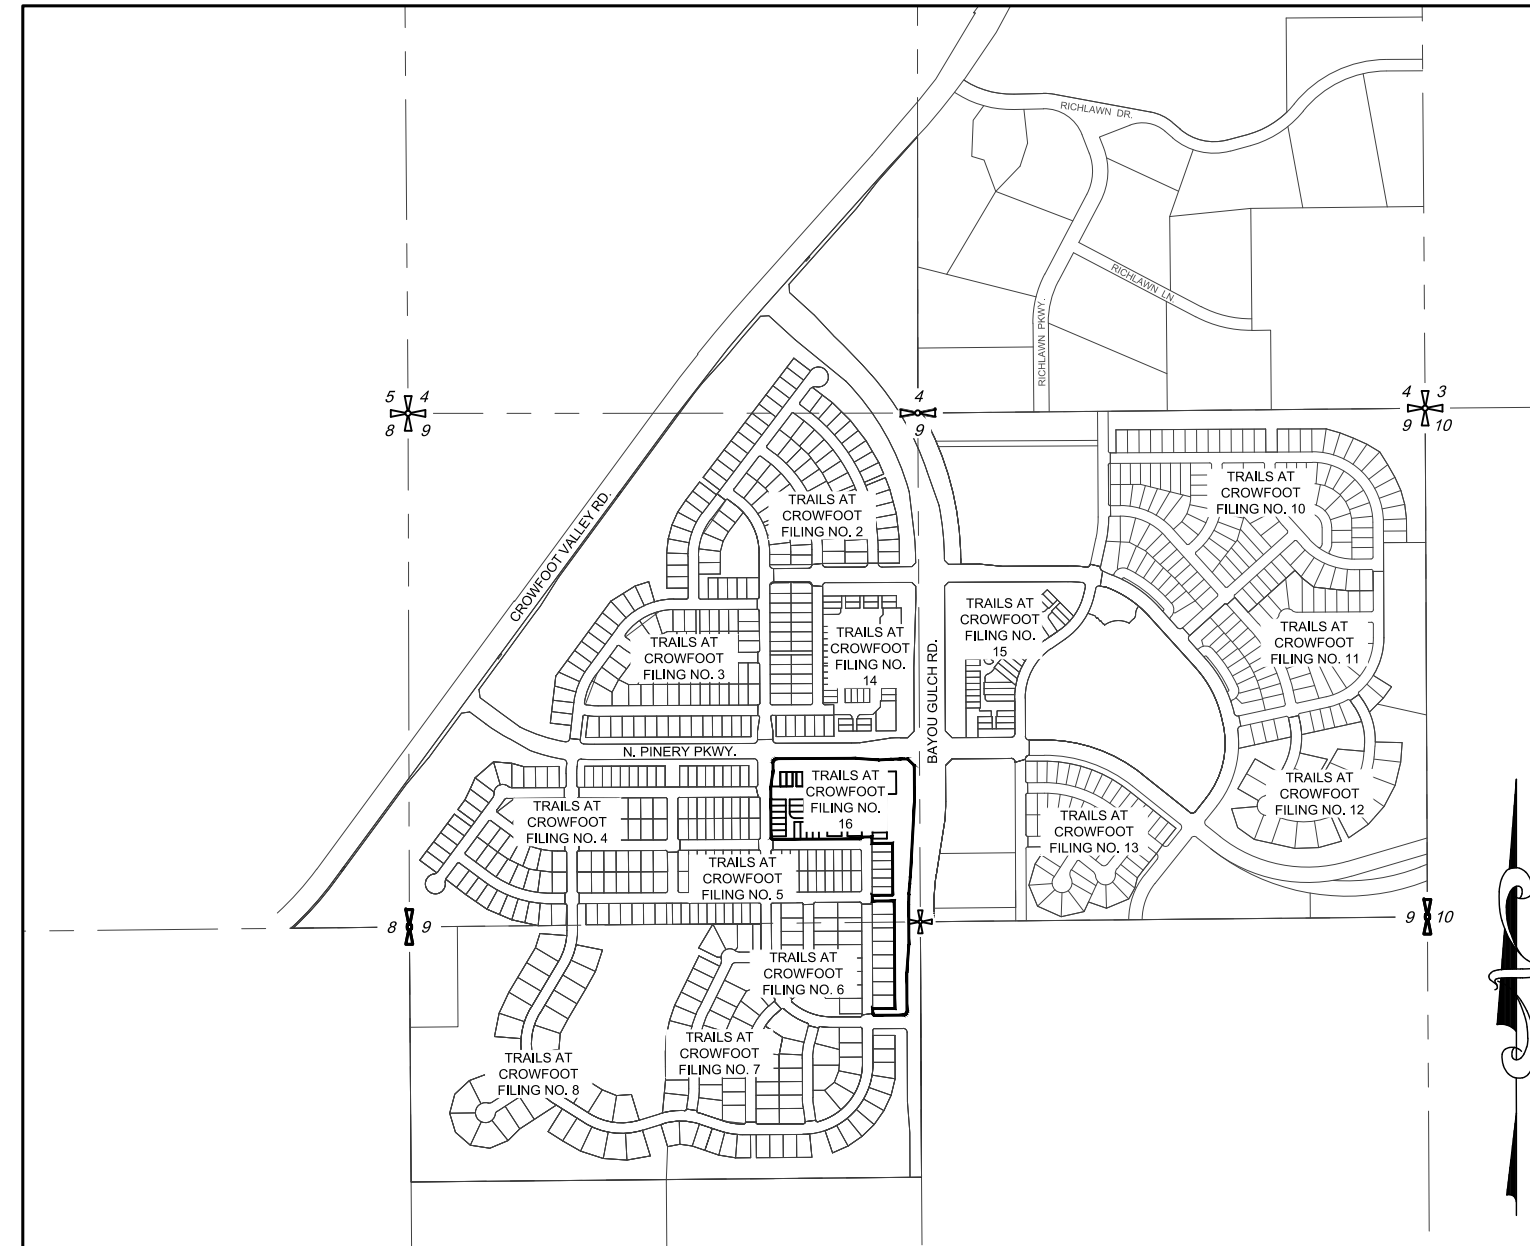 RICHLAWN DR.
RICHLAWN LN
RICHLAWN PKWY.
5 4
8 9
4
9
4 3
9 10
CROWFOOT VALLEY RD.
TRAILS AT
CROWFOOT
FILING NO. 2
TRAILS AT
CROWFOOT
FILING NO. 10
TRAILS AT
CROWFOOT
FILING NO. 3
TRAILS AT
CROWFOOT
FILING NO.
14
TRAILS AT
CROWFOOT
FILING NO.
15
TRAILS AT
CROWFOOT
FILING NO. 11
BAYOU GULCH RD.
N. PINERY PKWY.
TRAILS AT
CROWFOOT
FILING NO. 4
TRAILS AT
CROWFOOT
FILING NO.
16
TRAILS AT
CROWFOOT
FILING NO. 13
TRAILS AT
CROWFOOT
FILING NO. 12
TRAILS AT
CROWFOOT
FILING NO. 5
8 9
9 10
TRAILS AT
CROWFOOT
FILING NO. 6
TRAILS AT
CROWFOOT
FILING NO. 7
TRAILS AT
CROWFOOT
FILING NO. 8